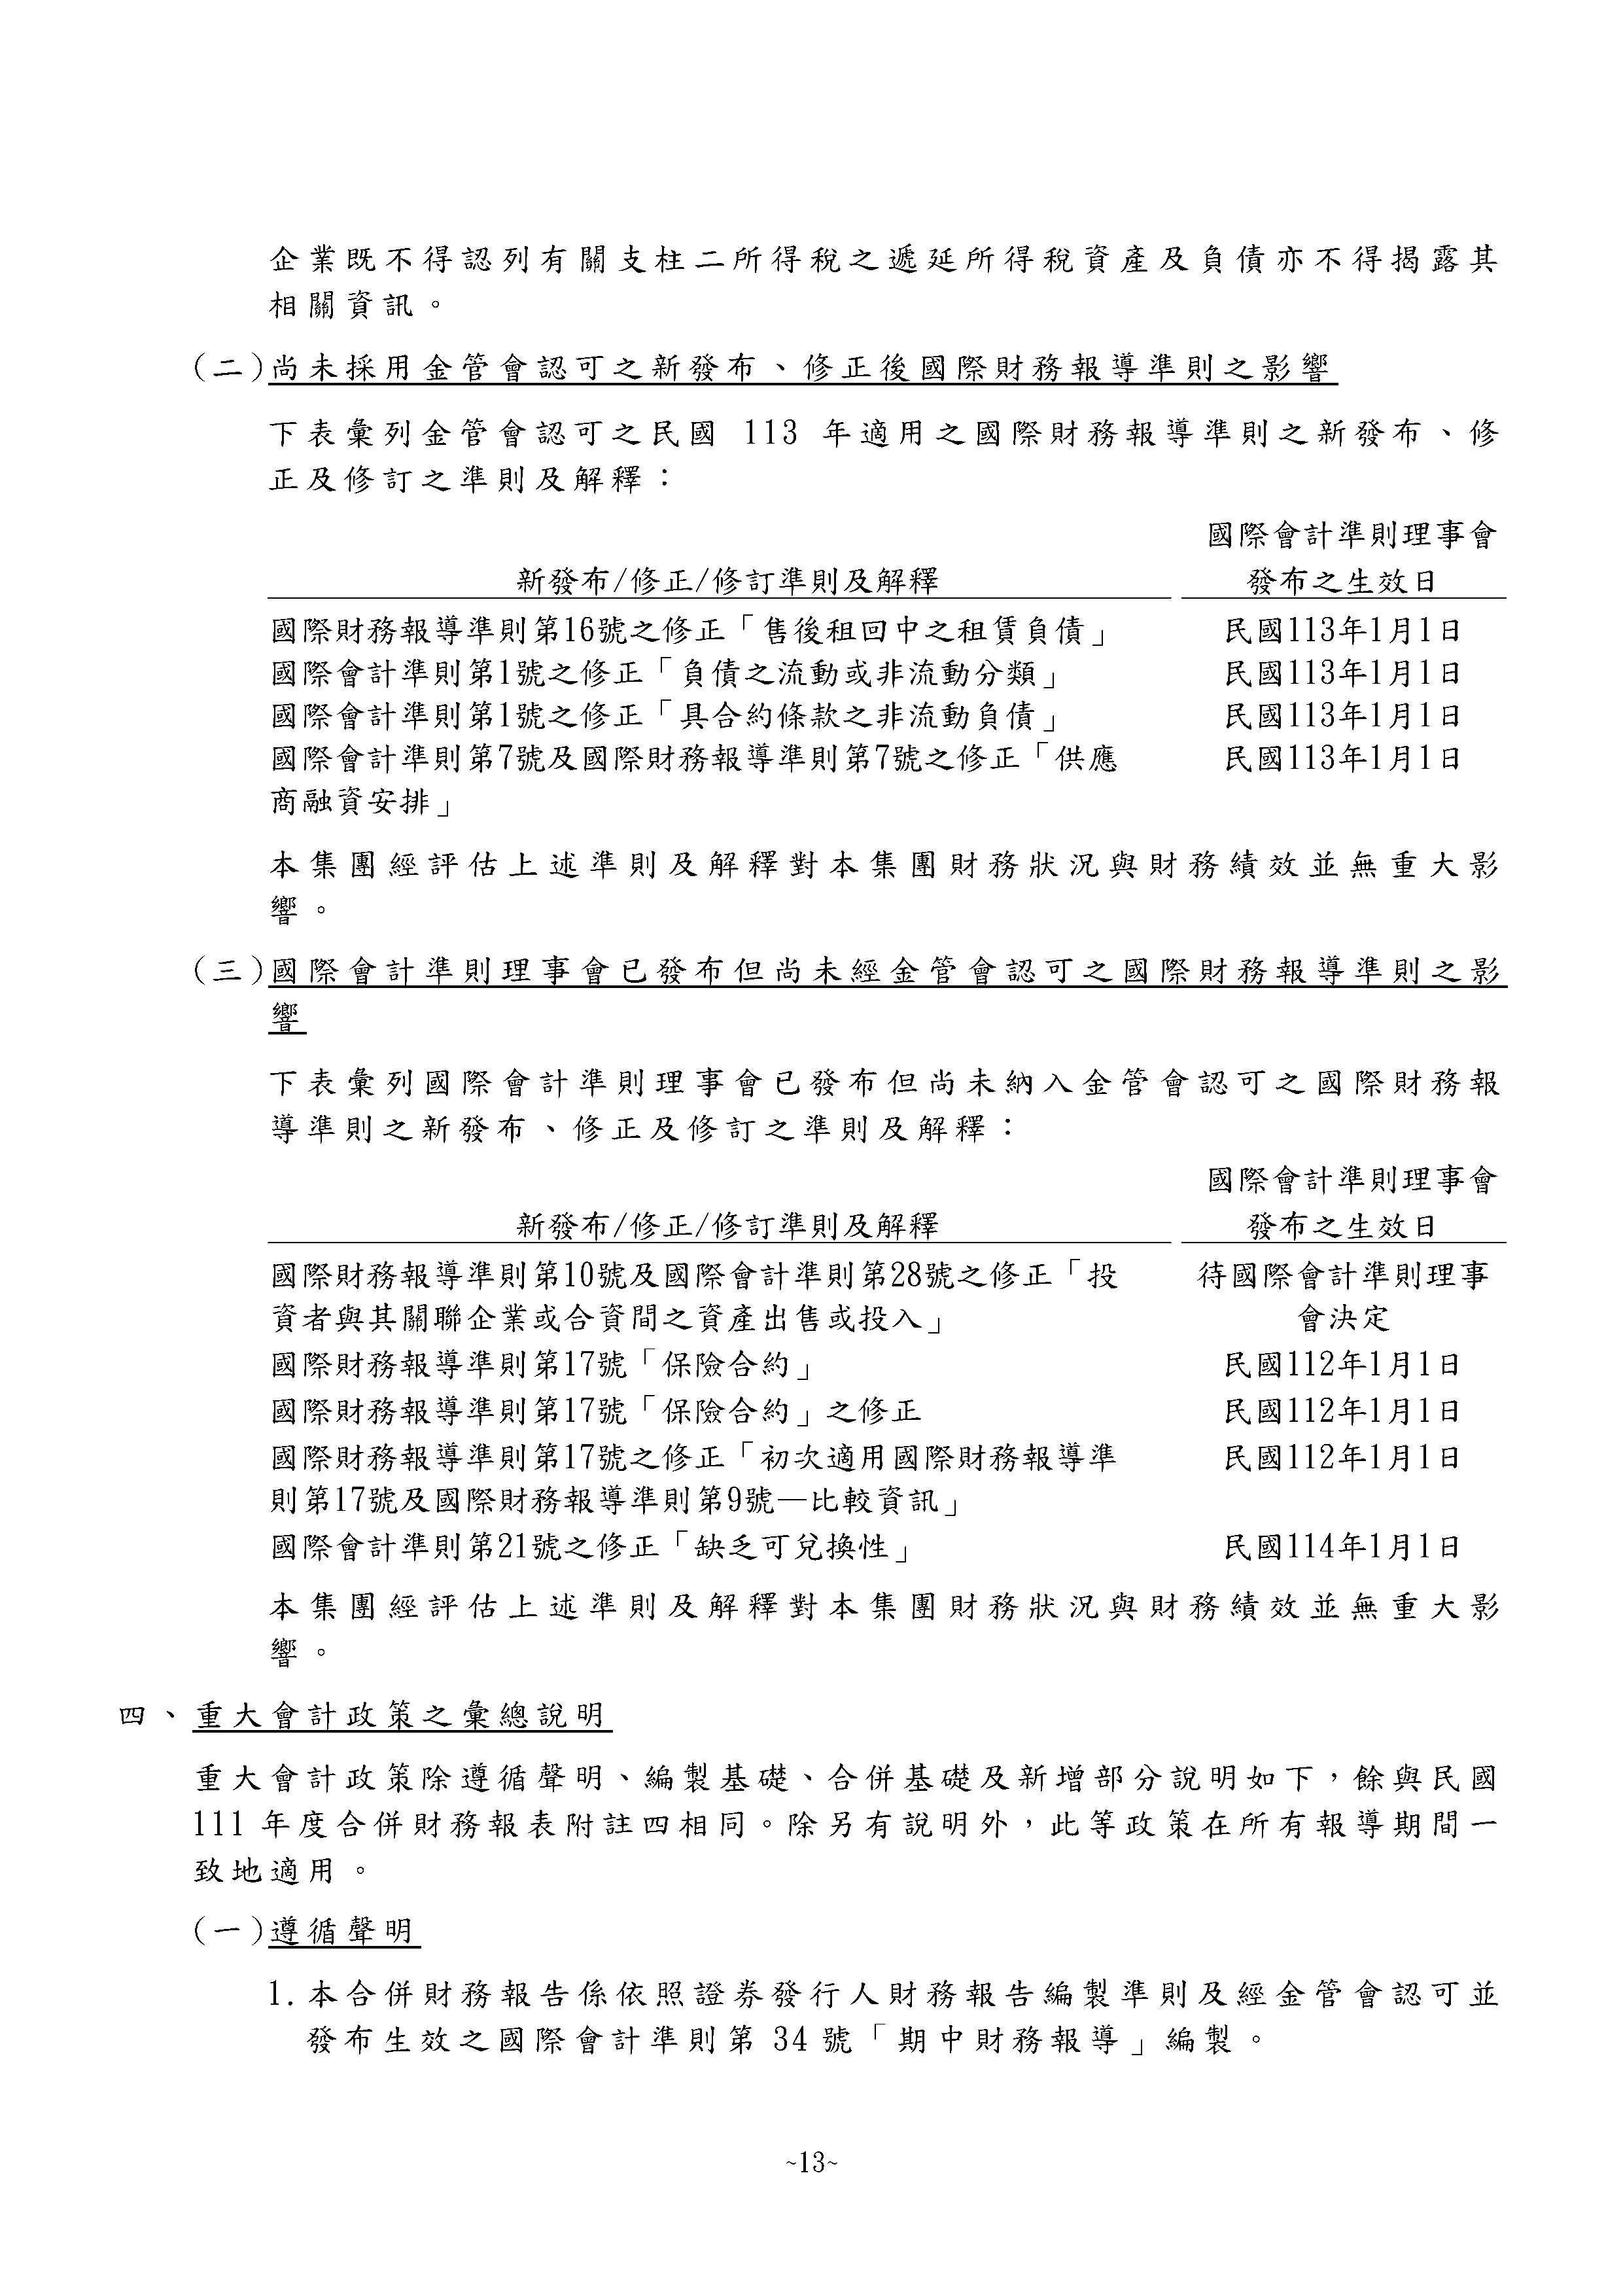 企業既不得認列有關支柱二所得稅之遞延所得稅資產及負債亦不得揭露其
相關資訊。
(二)尚未採用金管會認可之新發布、修正後國際財務報導準則之影響
下表彙列金管會認可之民國 113 年適用之國際財務報導準則之新發布、修
正及修訂之準則及解釋：
國際會計準則理事會
新發布/修正/修訂準則及解釋 發布之生效日
國際財務報導準則第16號之修正「售後租回中之租賃負債」 民國113年1月1日
國際會計準則第1號之修正「負債之流動或非流動分類」 民國113年1月1日
國際會計準則第1號之修正「具合約條款之非流動負債」 民國113年1月1日
國際會計準則第7號及國際財務報導準則第7號之修正「供應 民國113年1月1日
商融資安排」
本集團經評估上述準則及解釋對本集團財務狀況與財務績效並無重大影
響。
(三)國際會計準則理事會已發布但尚未經金管會認可之國際財務報導準則之影
響
下表彙列國際會計準則理事會已發布但尚未納入金管會認可之國際財務報
導準則之新發布、修正及修訂之準則及解釋：
國際會計準則理事會
新發布/修正/修訂準則及解釋 發布之生效日
國際財務報導準則第10號及國際會計準則第28號之修正「投 待國際會計準則理事
資者與其關聯企業或合資間之資產出售或投入」 會決定
國際財務報導準則第17號「保險合約」 民國112年1月1日
國際財務報導準則第17號「保險合約」之修正 民國112年1月1日
國際財務報導準則第17號之修正「初次適用國際財務報導準 民國112年1月1日
則第17號及國際財務報導準則第9號—比較資訊」
國際會計準則第21號之修正「缺乏可兌換性」 民國114年1月1日
本集團經評估上述準則及解釋對本集團財務狀況與財務績效並無重大影
響。
四、重大會計政策之彙總說明
重大會計政策除遵循聲明、編製基礎、合併基礎及新增部分說明如下，餘與民國
111 年度合併財務報表附註四相同。除另有說明外，此等政策在所有報導期間一
致地適用。
(一)遵循聲明
1.本合併財務報告係依照證券發行人財務報告編製準則及經金管會認可並
發布生效之國際會計準則第 34 號「期中財務報導」編製。
~13~